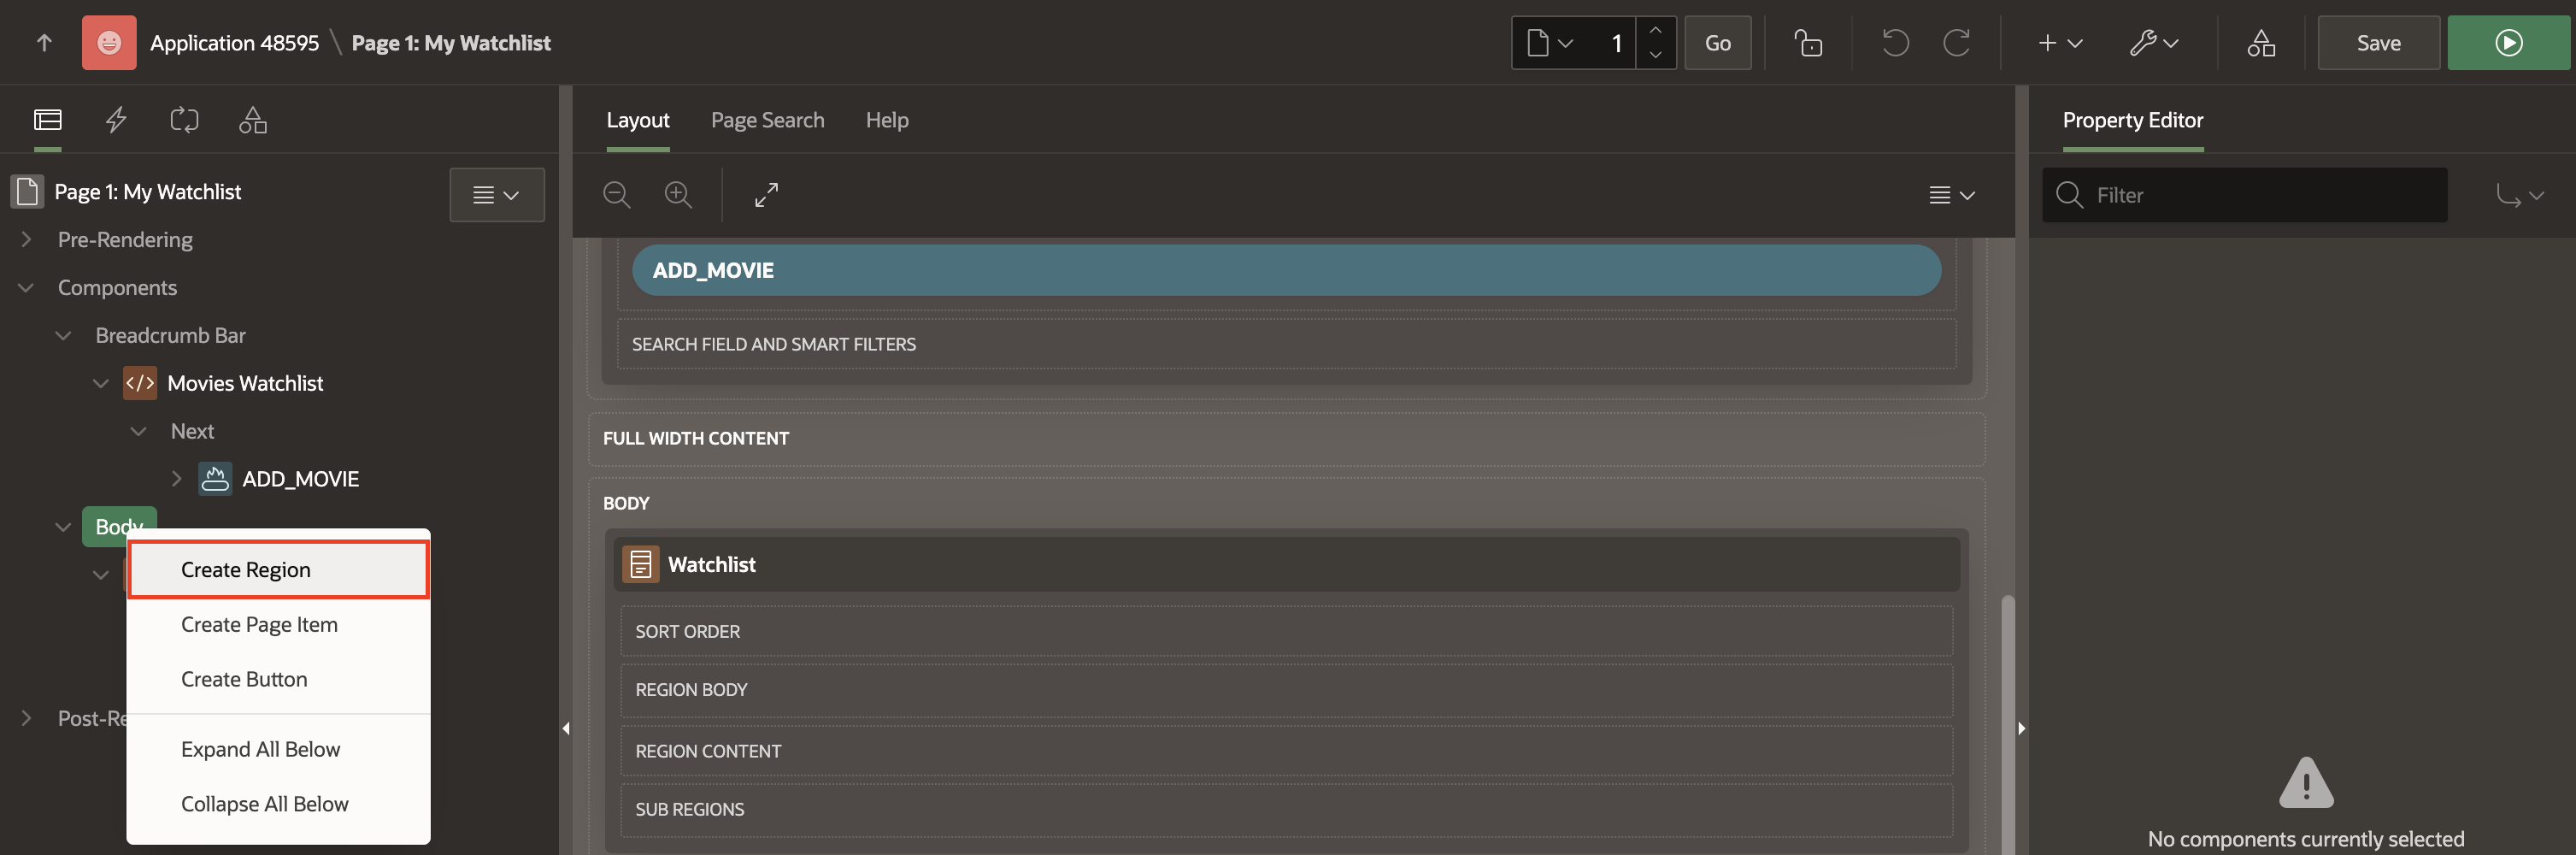 Application 48595 \ Page 1: My Watchlist
1
Go
Save
Layout
Page Search
Help
Property Editor
Page 1: My Watchlist
Filter
Pre-Rendering
Components
Breadcrumb Bar
Movies Watchlist
Next
ADD_MOVIE
Body
Create Region
Create Page Item
Create Button
Expand All Below
Collapse All Below
Post-Re
ADD_MOVIE
SEARCH FIELD AND SMART FILTERS
FULL WIDTH CONTENT
BODY
Watchlist
SORT ORDER
REGION BODY
REGION CONTENT
SUB REGIONS
No components currently selected